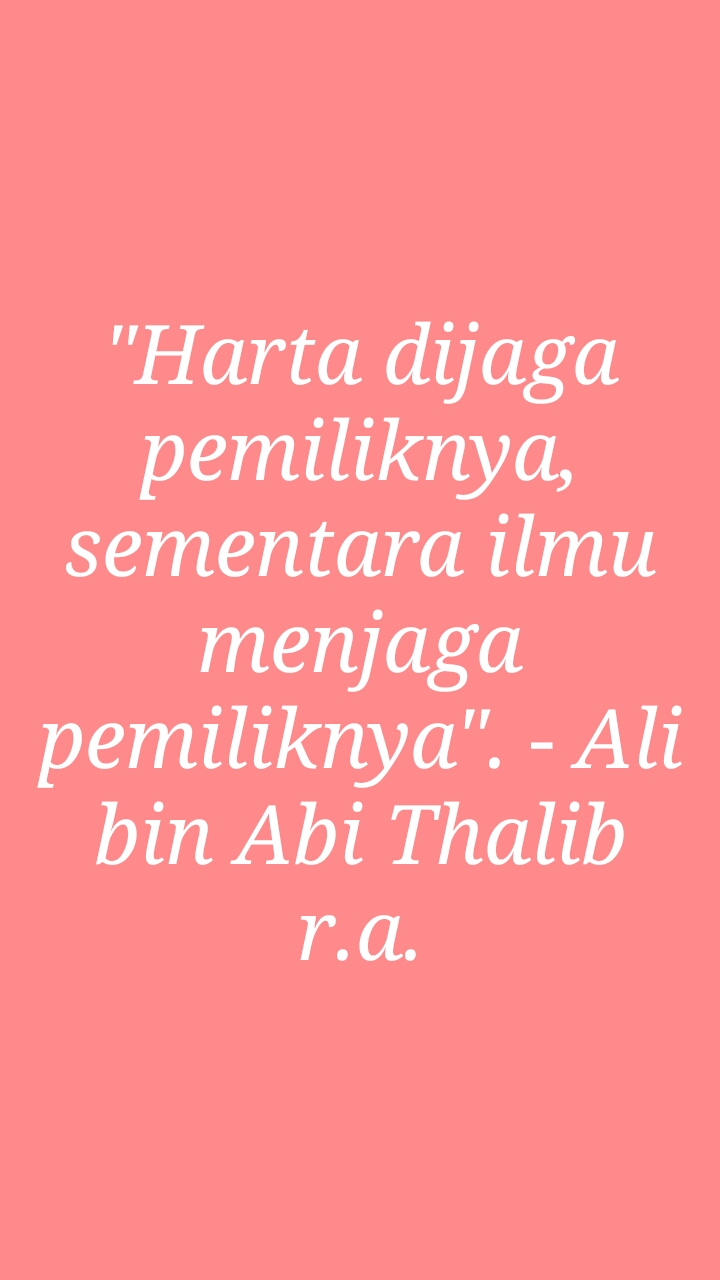 "Harta dijaga
pemiliknya,
sementara ilmu
menjaga
pemiliknya". - Ali
bin Abi Thalib
r.a.